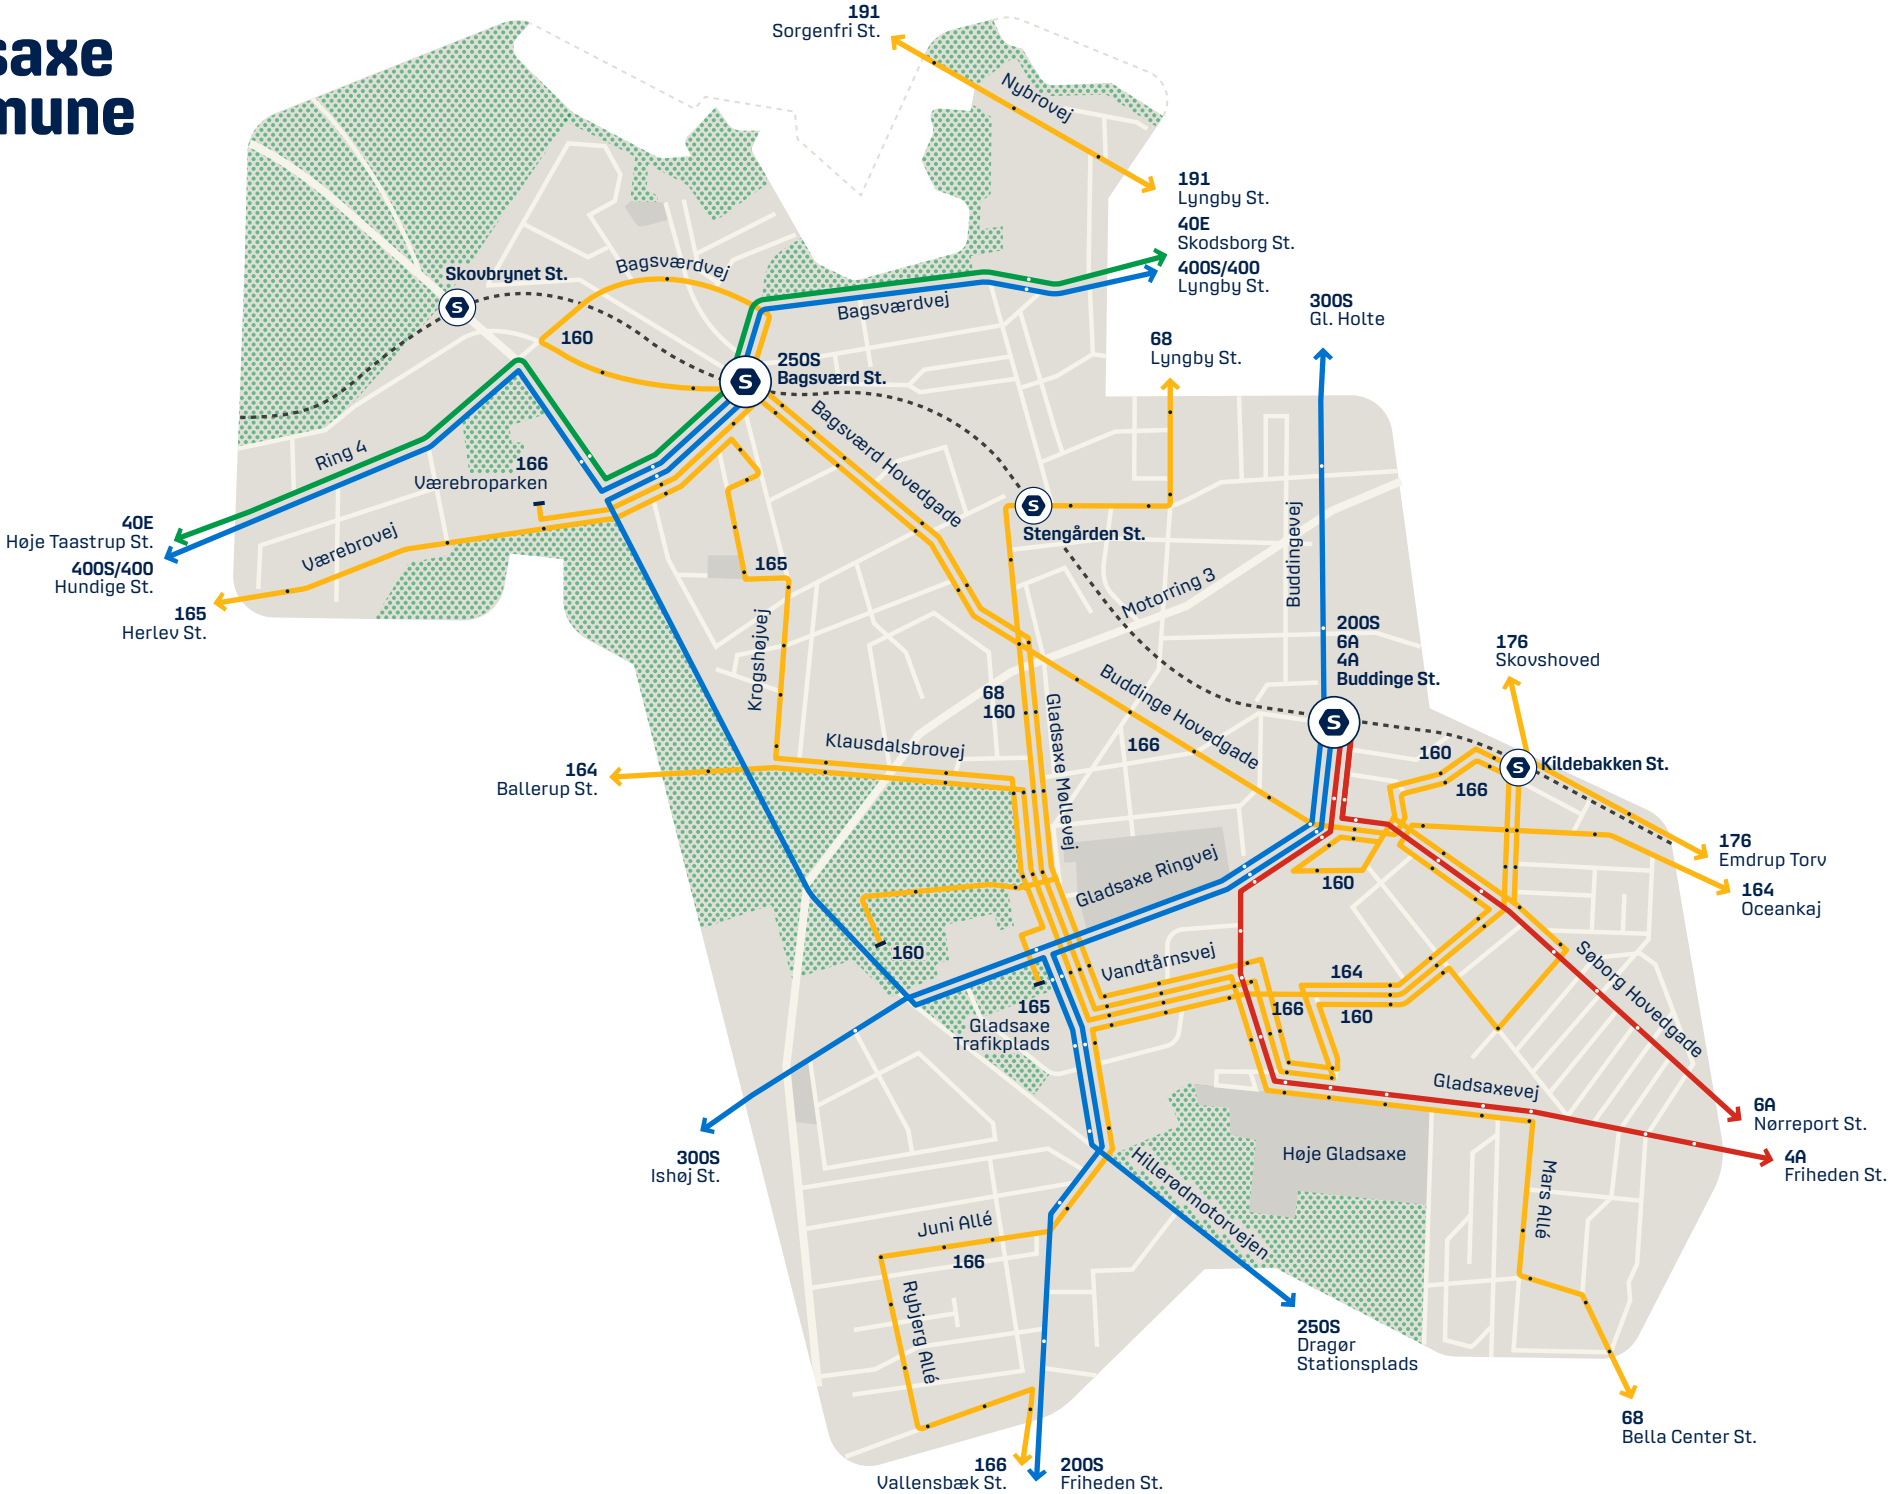 saxe
mune
191
Sorgenfri St.
Nybrovej
191
Lyngby St.
40E
Skodsborg St.
400S/400
Lyngby St.
Skovbrynet St.
Bagsværdvej
Bagsværdvej
300S
Gl. Holte
160
68
Lyngby St.
250S
Bagsværd St.
S
S
Bagsværd Hovedgade
Ring 4
166
Værebroparken
S
Stengården St.
40E
Høje Taastrup St.
400S/400
Hundige St.
Værebrovej
165
Herlev St.
165
Krogshøjvej
Motorring 3
Buddingevej
200S
6A
4A
Buddinge St.
S
176
Skovshoved
68
160
Gladsaxe Møllevej
Buddinge Hovedgade
166
Klausdalsbrovej
164
Ballerup St.
160
166
S
Kildebakken St.
176
Emdrup Torv
164
Oceankaj
160
Gladsaxe Ringvej
160
Vandtårnsvej
164
166
160
Søborg Hovedgade
165
Gladsaxe
Trafikplads
Gladsaxevej
6A
Nørreport St.
4A
Friheden St.
300S
Ishøj St.
Høje Gladsaxe
Hillerødmotorvejen
Mars Allé
Juni Allé
166
Rybjerg Allé
250S
Dragør
Stationsplads
68
Bella Center St.
166
Vallensbæk St.
200S
Friheden St.